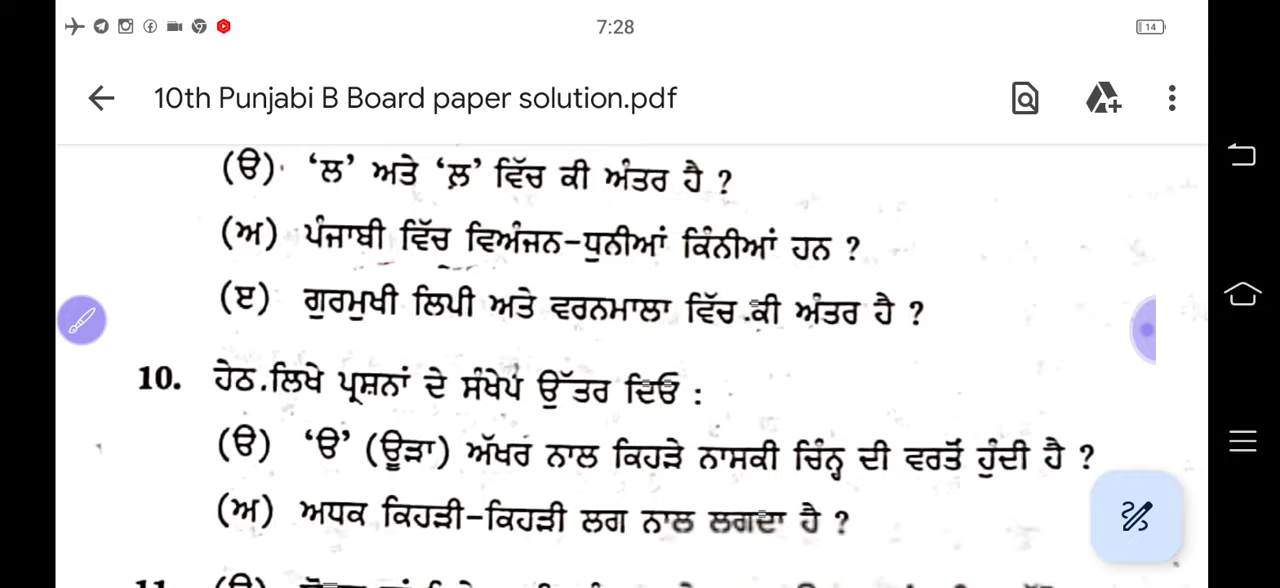 7:28
14
10th Punjabi B Board paper solution.pdf
(ੳ) 'ਲ' ਅਤੇ 'ਲ਼' ਵਿੱਚ ਕੀ ਅੰਤਰ ਹੈ ?
(ਅ) ਪੰਜਾਬੀ ਵਿੱਚ ਵਿਅੰਜਨ-ਧੁਨੀਆਂ ਕਿੰਨੀਆਂ ਹਨ ?
(ੲ) ਗੁਰਮੁਖੀ ਲਿਪੀ ਅਤੇ ਵਰਨਮਾਲਾ ਵਿੱਚ ਕੀ ਅੰਤਰ ਹੈ ?
10. ਹੇਠ ਲਿਖੇ ਪ੍ਰਸ਼ਨਾਂ ਦੇ ਸੰਖੇਪ ਉੱਤਰ ਦਿਓ :
(ੳ) 'ੳ' (ਊੜਾ) ਅੱਖਰ ਨਾਲ ਕਿਹੜੇ ਨਾਸਕੀ ਚਿੰਨ੍ਹ ਦੀ ਵਰਤੋਂ ਹੁੰਦੀ ਹੈ ?
(ਅ) ਅਧਕ ਕਿਹੜੀ-ਕਿਹੜੀ ਲਗ ਨਾਲ ਲਗਦਾ ਹੈ ?